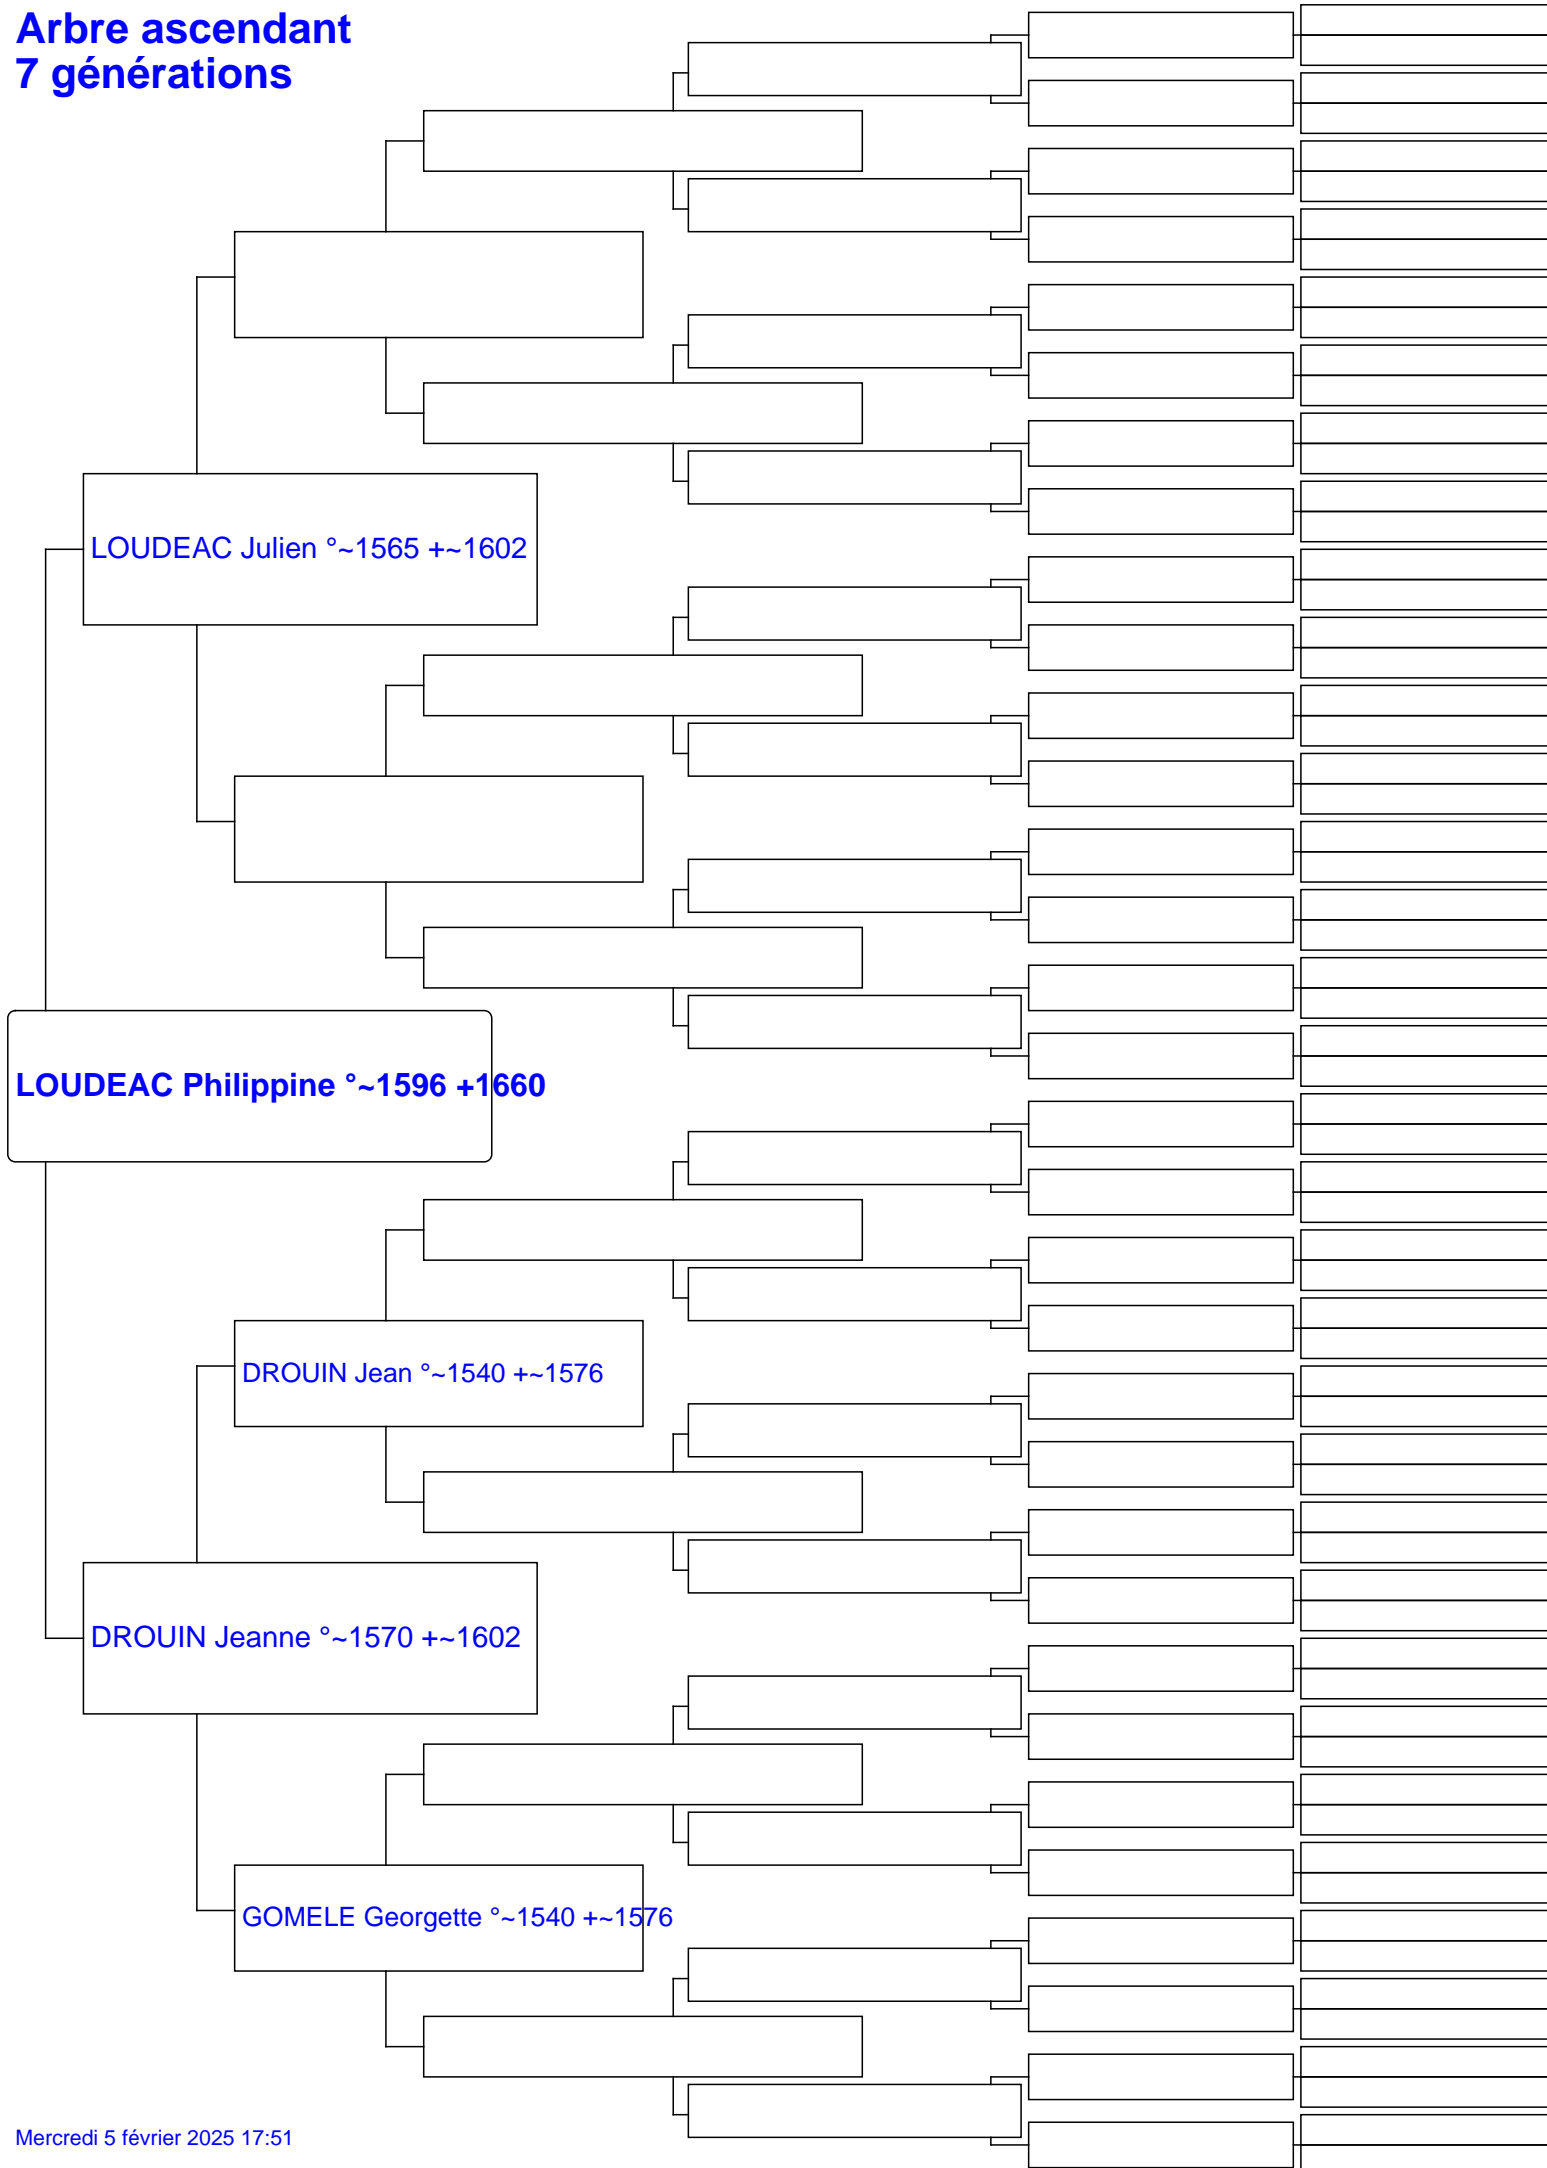 Arbre ascendant
7 générations
LOUDEAC Julien °~1565 +~1602
LOUDEAC Philippine °~1596 +1660
DROUIN Jean °~1540 +~1576
DROUIN Jeanne °~1570 +~1602
GOMELE Georgette °~1540 +~1576
Mercredi 5 février 2025 17:51